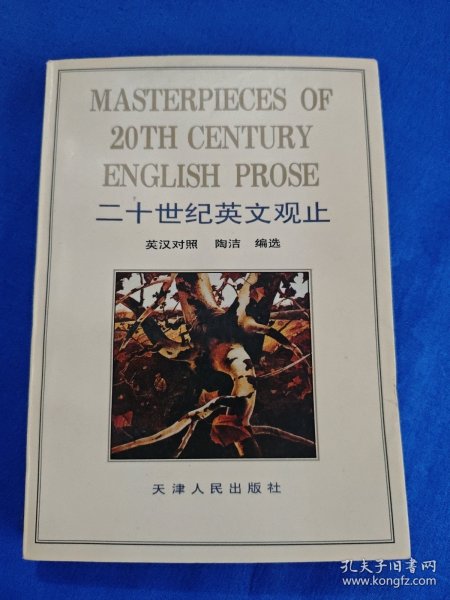 MASTERPIECES OF
20TH CENTURY
ENGLISH PROSE
二十世纪英文观止
英汉对照 陶洁 编选
天津人民出版社
孔夫子旧书网
www.kongfz.com